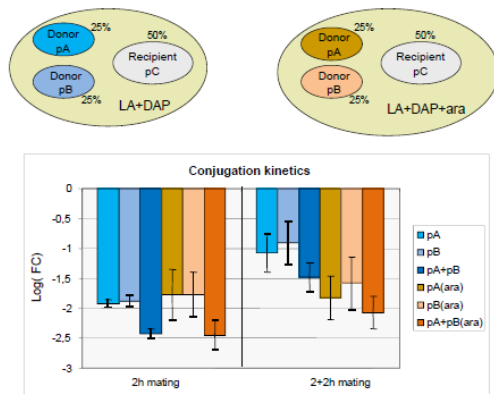 25%
Donor
pA
50%
Recipient
pC
Donor
pB
25%
LA+DAP
25%
Donor
pA
50%
Recipient
pC
Donor
pB
25%
LA+DAP+ara
Conjugation kinetics
Log( FC)
0
-0,5
-1
-1,5
-2
-2,5
-3
2h mating
2+2h mating
pA
pB
pA+pB
pA(ara)
pB(ara)
pA+pB(ara)